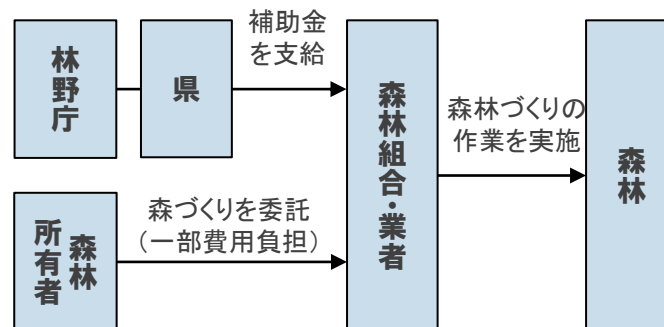 林野庁
県
補助金
を支給
森林組合・業者
森林づくりの
作業を実施
森林
森林
所有者
森づくりを委託
（一部費用負担）